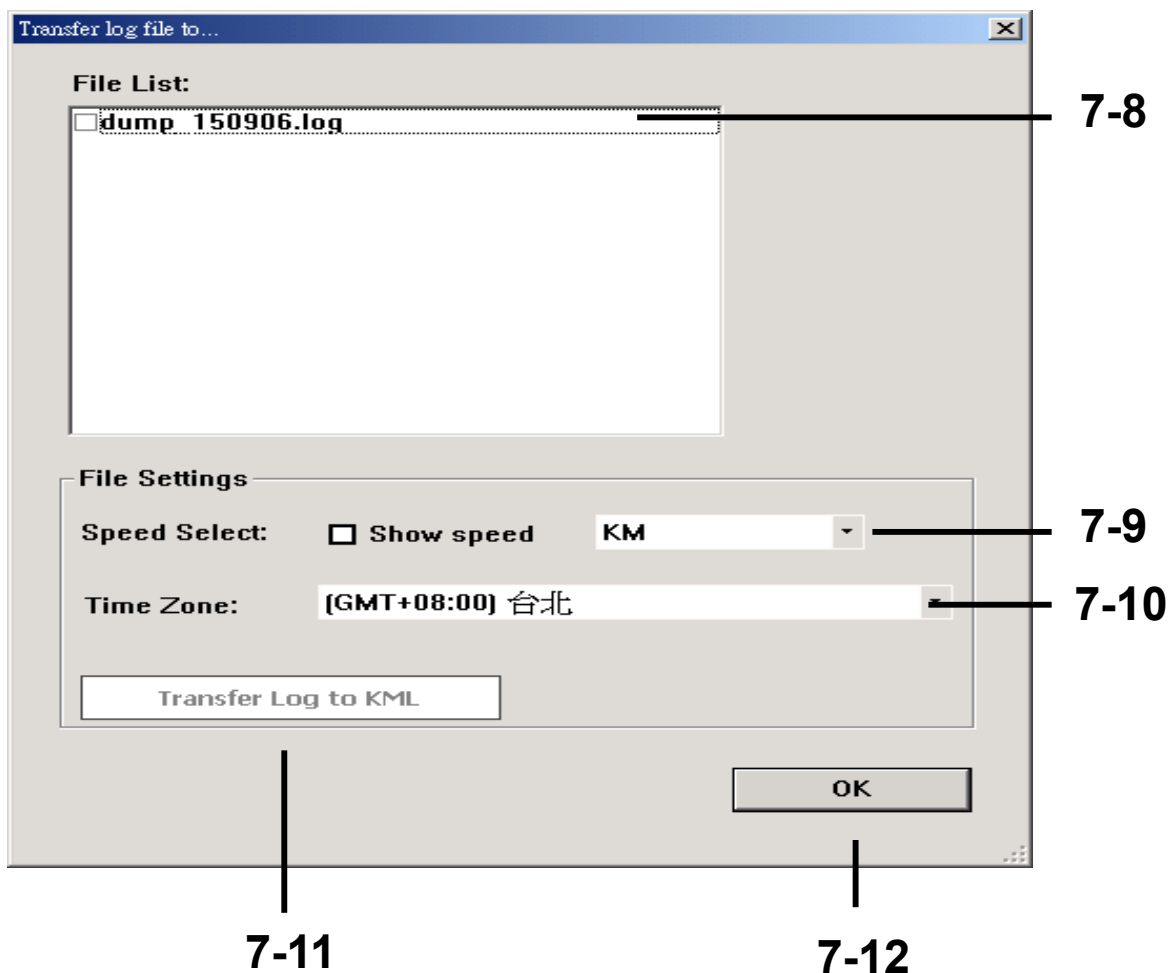 Transfer log file to...
File List:
dump_150906.log
7-8
File Settings
Speed Select: Show speed KM
7-9
Time Zone: (GMT+08:00) 台北
7-10
Transfer Log to KML
OK
7-11
7-12